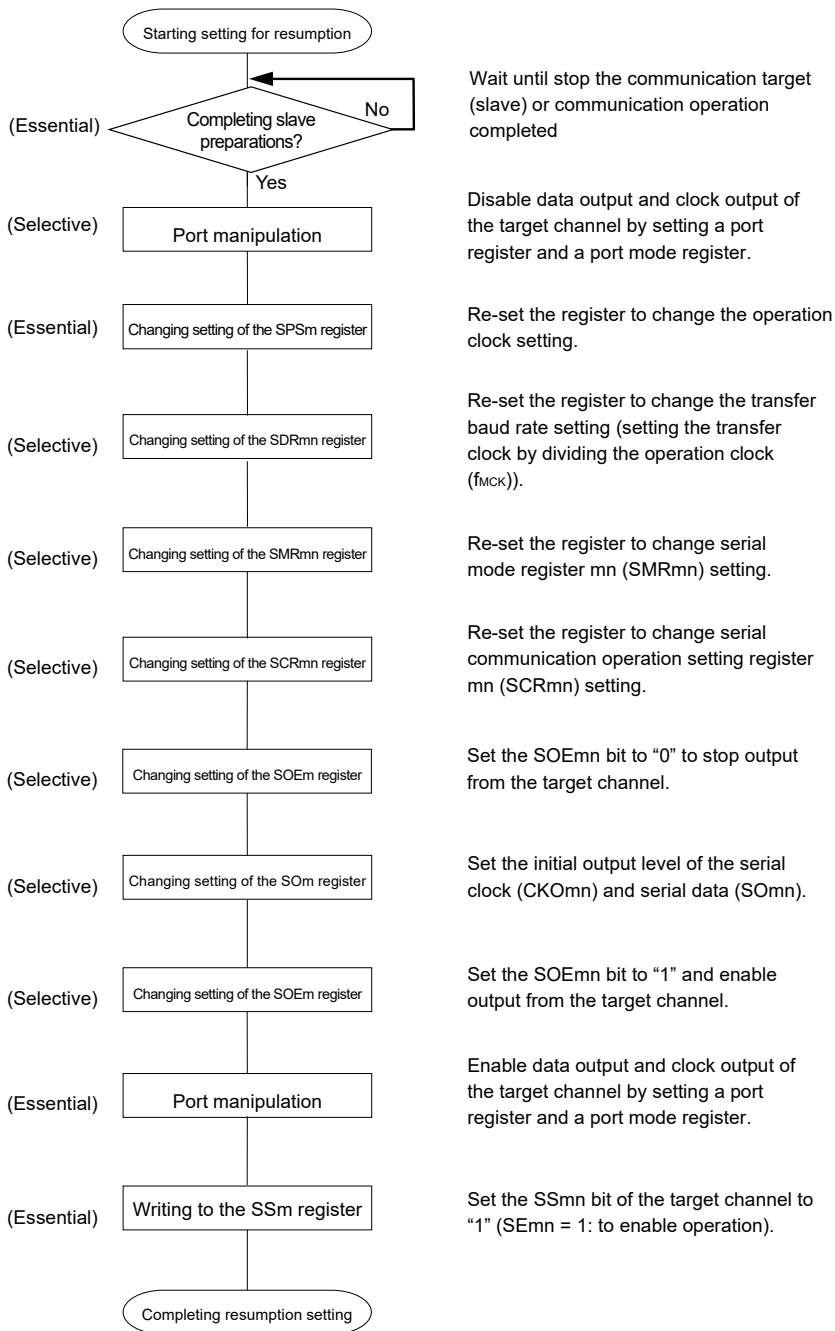 Starting setting for resumption
(Essential)
Completing slave
preparations?
No
Yes
Wait until stop the communication target
(slave) or communication operation
completed
(Selective)
Port manipulation
Disable data output and clock output of
the target channel by setting a port
register and a port mode register.
(Essential)
Changing setting of the SPSm register
Re-set the register to change the operation
clock setting.
(Selective)
Changing setting of the SDRmn register
Re-set the register to change the transfer
baud rate setting (setting the transfer
clock by dividing the operation clock
(fMCK)).
(Selective)
Changing setting of the SMRmn register
Re-set the register to change serial
mode register mn (SMRmn) setting.
(Selective)
Changing setting of the SCRmn register
Re-set the register to change serial
communication operation setting register
mn (SCRmn) setting.
(Selective)
Changing setting of the SOEm register
Set the SOEmn bit to “0” to stop output
from the target channel.
(Selective)
Changing setting of the SOm register
Set the initial output level of the serial
clock (CKOmn) and serial data (SOmn).
(Selective)
Changing setting of the SOEm register
Set the SOEmn bit to “1” and enable
output from the target channel.
(Essential)
Port manipulation
Enable data output and clock output of
the target channel by setting a port
register and a port mode register.
(Essential)
Writing to the SSm register
Set the SSmn bit of the target channel to
“1” (SEmn = 1: to enable operation).
Completing resumption setting